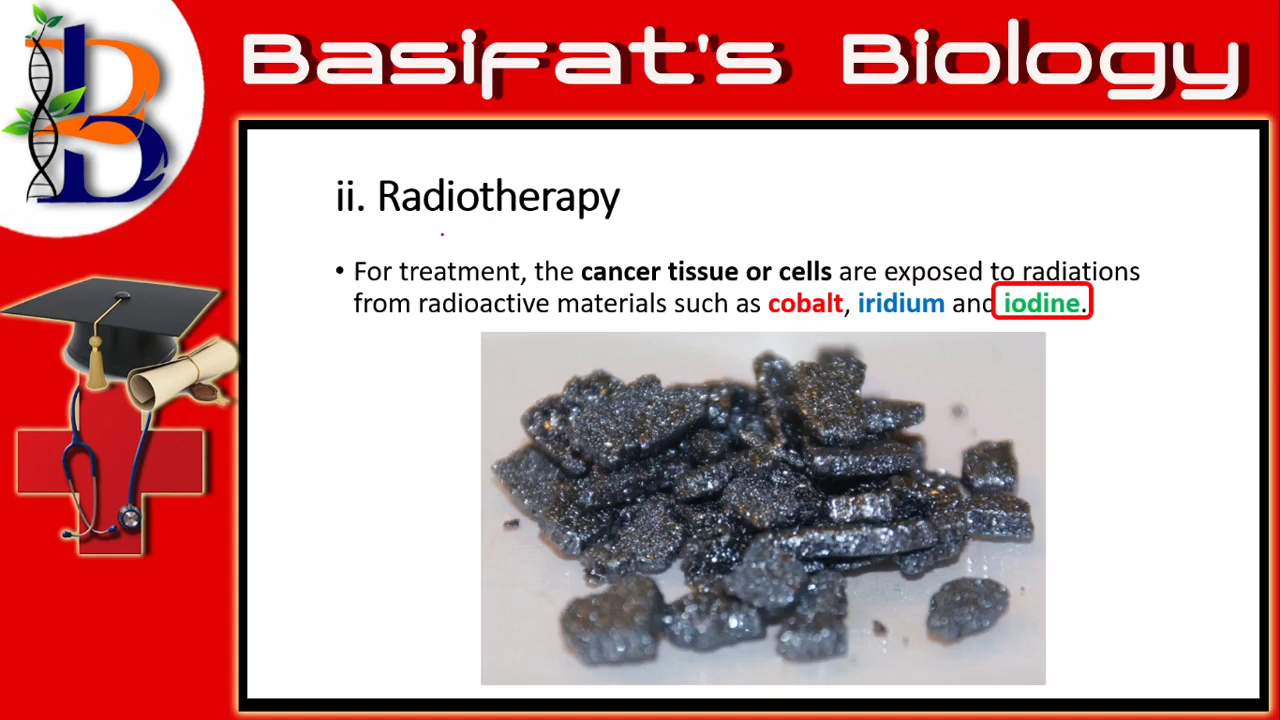 Basifat's Biology
ii. Radiotherapy
• For treatment, the cancer tissue or cells are exposed to radiations
from radioactive materials such as cobalt, iridium and iodine.